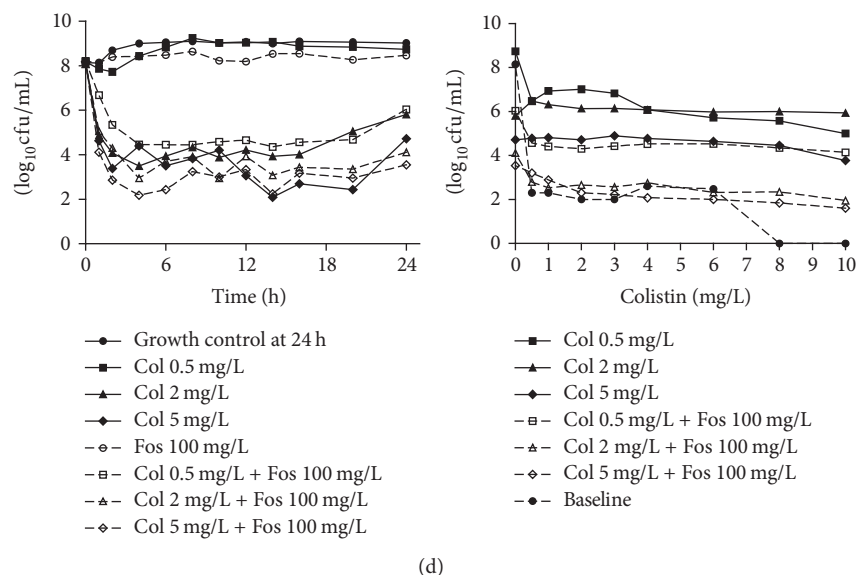 10
8
6
4
2
0
(log₁₀ cfu/mL)
0 6 12 18 24
Time (h)
Growth control at 24 h
Col 0.5 mg/L
Col 2 mg/L
Col 5 mg/L
Fos 100 mg/L
Col 0.5 mg/L + Fos 100 mg/L
Col 2 mg/L + Fos 100 mg/L
Col 5 mg/L + Fos 100 mg/L
10
8
6
4
2
0
(log₁₀ cfu/mL)
0 1 2 3 4 5 6 7 8 9 10
Colistin (mg/L)
Col 0.5 mg/L
Col 2 mg/L
Col 5 mg/L
Col 0.5 mg/L + Fos 100 mg/L
Col 2 mg/L + Fos 100 mg/L
Col 5 mg/L + Fos 100 mg/L
Baseline
(d)